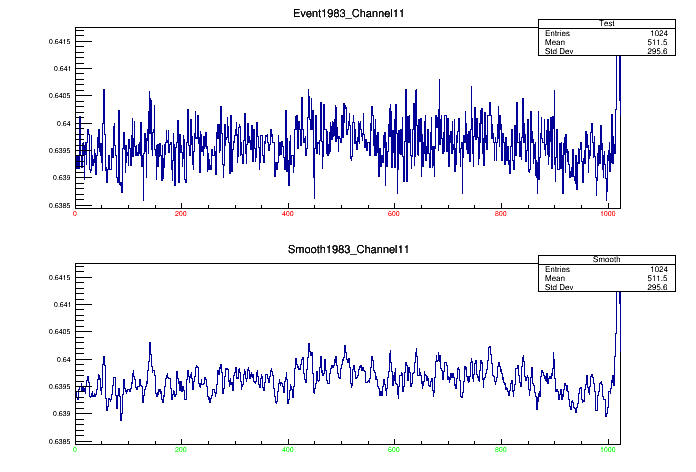 Event1983_Channel11
Test
Entries 1024
Mean 511.5
Std Dev 295.6
0.6415
0.641
0.6405
0.64
0.6395
0.639
0.6385
0 200 400 600 800 1000
Smooth1983_Channel11
Smooth
Entries 1024
Mean 511.5
Std Dev 295.6
0.6415
0.641
0.6405
0.64
0.6395
0.639
0.6385
0 200 400 600 800 1000